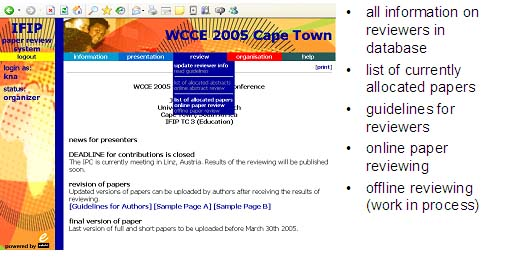 IFIP
paper review
system
logout
login as:
kna
status:
organizer
powered by
WCCE 2005 Cape Town
information presentation review organisation help
[print]
update reviewer info
read guidelines
list of allocated abstracts
online abstract review
list of allocated papers
online paper review
offline paper review
WCCE 2005
IFIP TC 3 (Education)
news for presenters
DEADLINE for contributions is closed
The IPC is currently meeting in Linz, Austria. Results of the reviewing will be published
soon.
revision of papers
Updated versions of papers can be uploaded by authors after receiving the results of
reviewing.
[Guidelines for Authors] [Sample Page A] [Sample Page B]
final version of paper
Last version of full and short papers to be uploaded before March 30th 2005.
• all information on
reviewers in
database
• list of currently
allocated papers
• guidelines for
reviewers
• online paper
reviewing
• offline reviewing
(work in process)